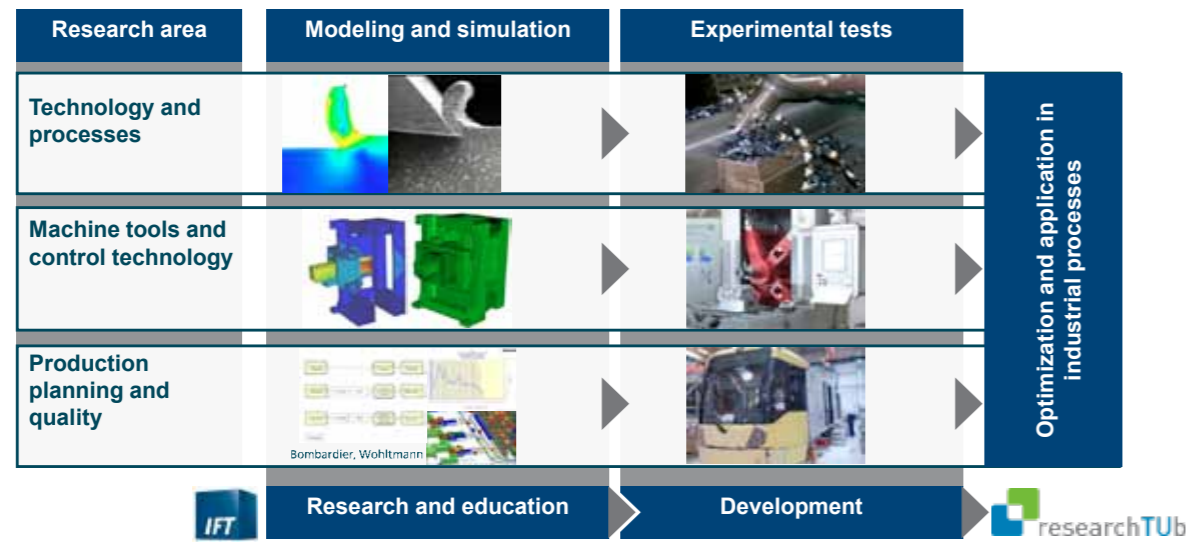 Research area
Modeling and simulation
Experimental tests
Technology and
processes
Machine tools and
control technology
Production
planning and
quality
Bombardier, Wohltmann
Optimization and application in
industrial processes
IFT
Research and education
Development
researchTUb